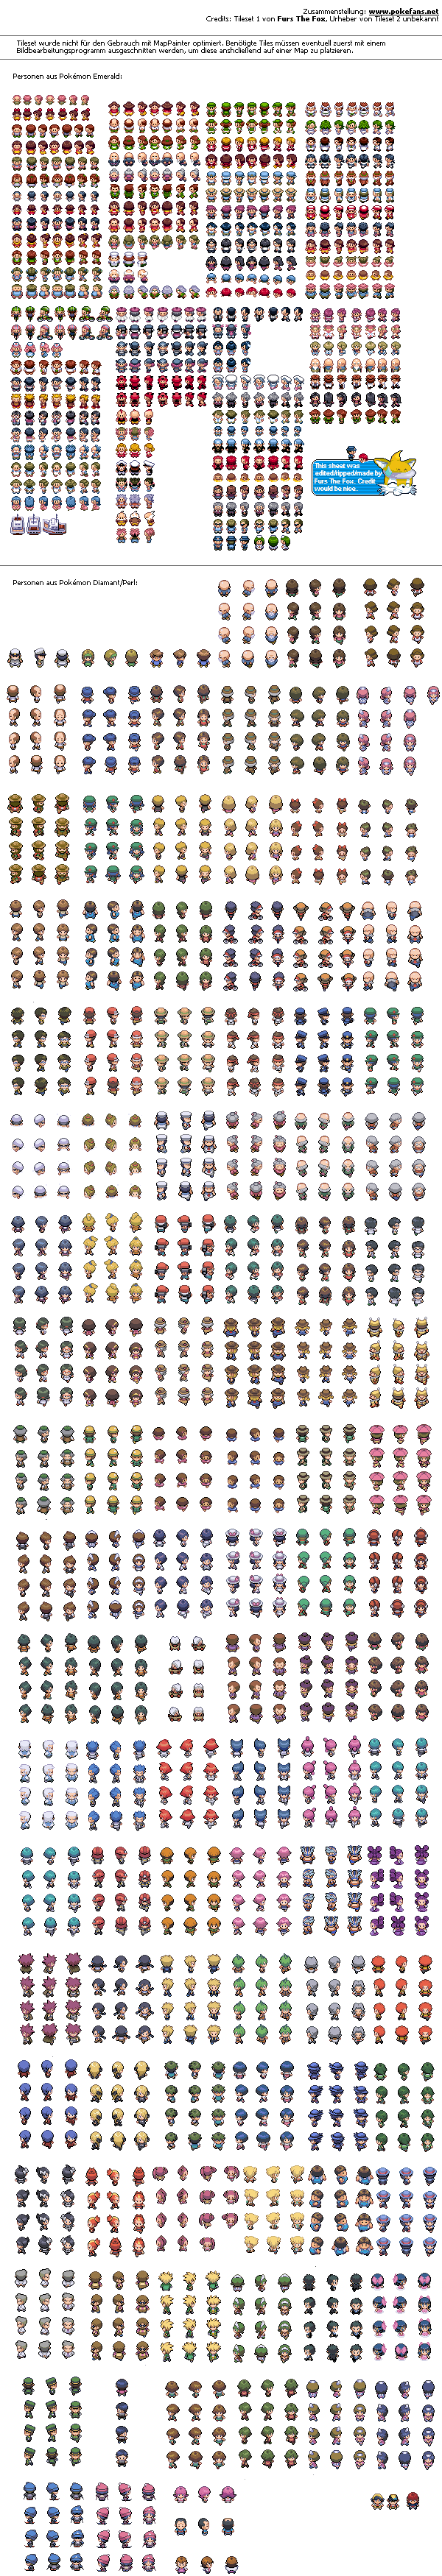 Zusammenstellung: www.pokefans.net
Credits: Tileset 1 von Furs The Fox, Urheber von Tileset 2 unbekannt
Tileset wurde nicht für den Gebrauch mit MapPainter optimiert. Benötigte Tiles müssen eventuell zuerst mit einem
Bildbearbeitungsprogramm ausgeschnitten werden, um diese anshcließend auf einer Map zu platzieren.
Personen aus Pokémon Emerald:
This sheet was
edited/ripped/made by
Furs The Fox. Credit
would be nice.
Personen aus Pokémon Diamant/Perl: